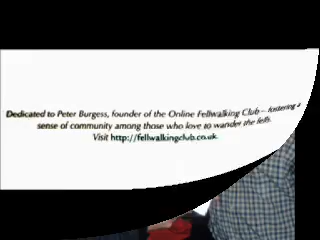 Dedicated to Peter Burgess, founder of the Online Fellwalking Club – fostering a
sense of community among those who love to wander the fells.
Visit http://fellwalkingclub.co.uk